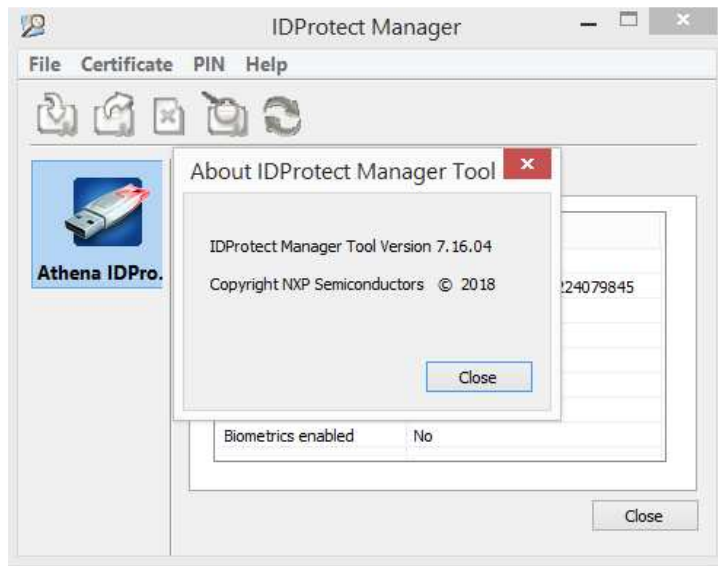 IDProtect Manager
File Certificate PIN Help
About IDProtect Manager Tool
IDProtect Manager Tool Version 7.16.04
Copyright NXP Semiconductors © 2018
Close
Athena IDPro.
224079845
Biometrics enabled No
Close